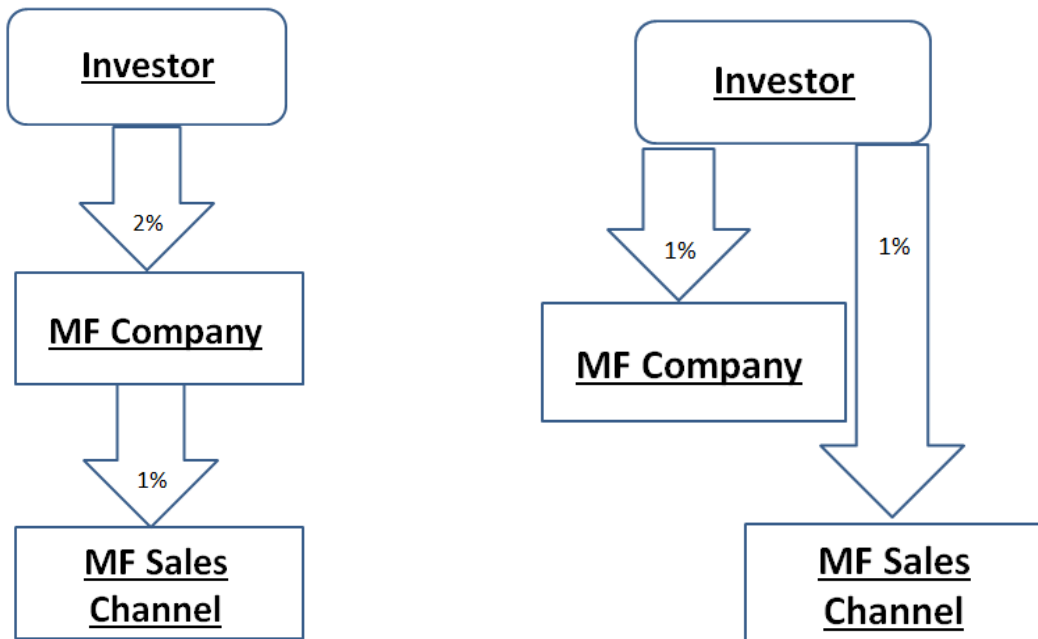 Investor
2%
MF Company
1%
MF Sales
Channel
Investor
1%
1%
MF Company
MF Sales
Channel